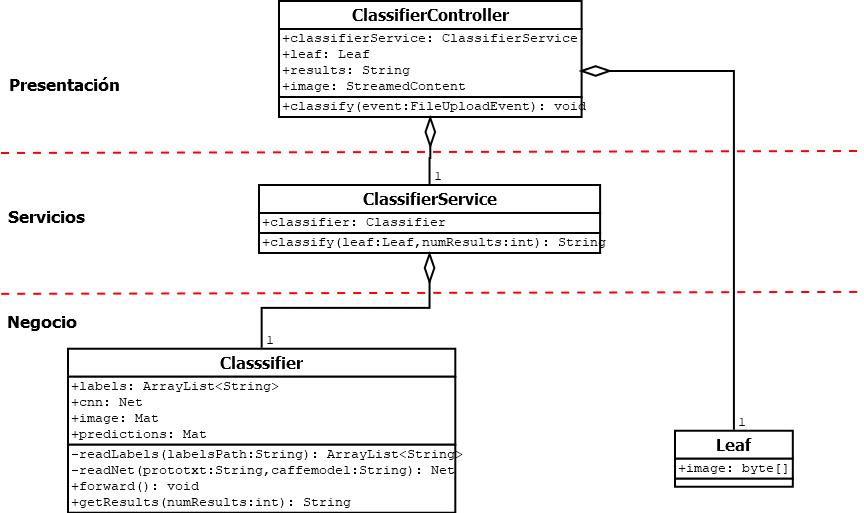 ClassifierController
+classifierService: ClassifierService
+leaf: Leaf
+results: String
+image: StreamedContent
+classify(event:FileUploadEvent): void
Presentación
1
ClassifierService
+classifier: Classifier
+classify(leaf:Leaf,numResults:int): String
Servicios
Negocio
1
Classsifier
+labels: ArrayList<String>
+cnn: Net
+image: Mat
+predictions: Mat
-readLabels(labelsPath:String): ArrayList<String>
-readNet(prototxt:String,caffemodel:String): Net
+forward(): void
+getResults(numResults:int): String
1
Leaf
+image: byte[]